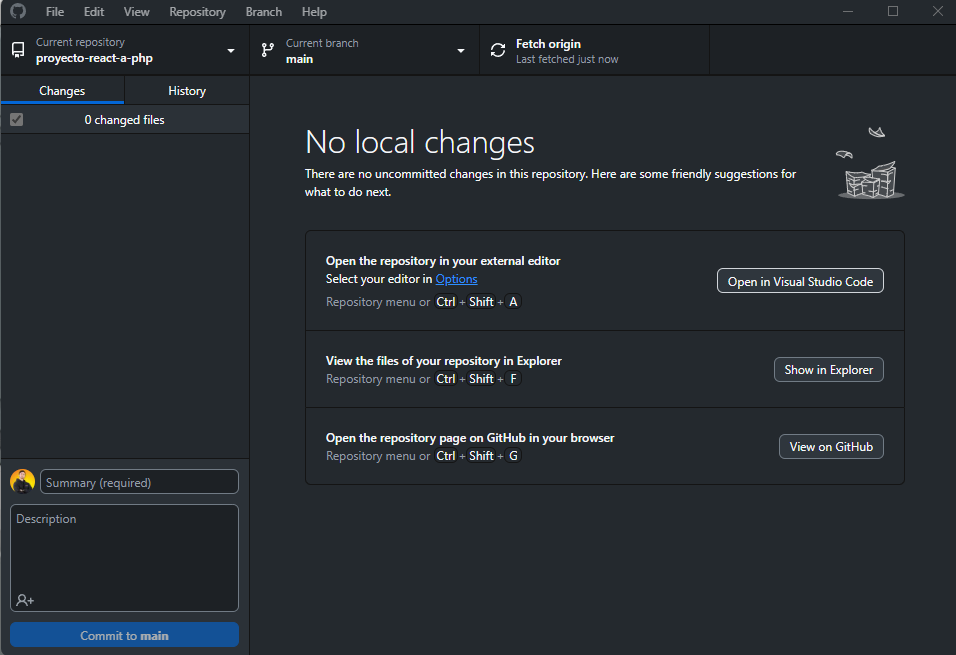 File Edit View Repository Branch Help
Current repository
proyecto-react-a-php
Current branch
main
Fetch origin
Last fetched just now
Changes
History
0 changed files
No local changes
There are no uncommitted changes in this repository. Here are some friendly suggestions for
what to do next.
Open the repository in your external editor
Select your editor in Options
Repository menu or Ctrl + Shift + A
Open in Visual Studio Code
View the files of your repository in Explorer
Repository menu or Ctrl + Shift + F
Show in Explorer
Open the repository page on GitHub in your browser
Repository menu or Ctrl + Shift + G
View on GitHub
Summary (required)
Description
Commit to main